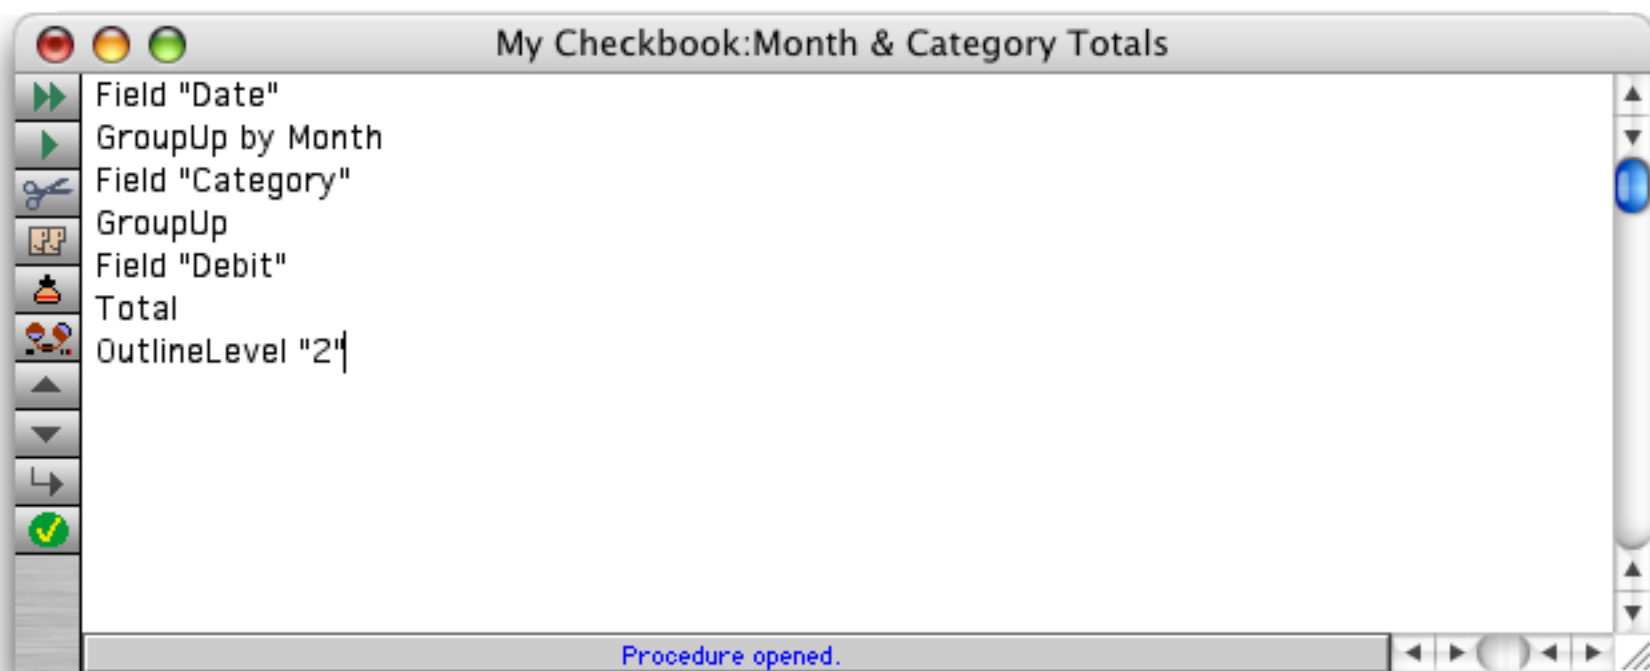 My Checkbook:Month & Category Totals
Field "Date"
GroupUp by Month
Field "Category"
GroupUp
Field "Debit"
Total
OutlineLevel "2"
Procedure opened.